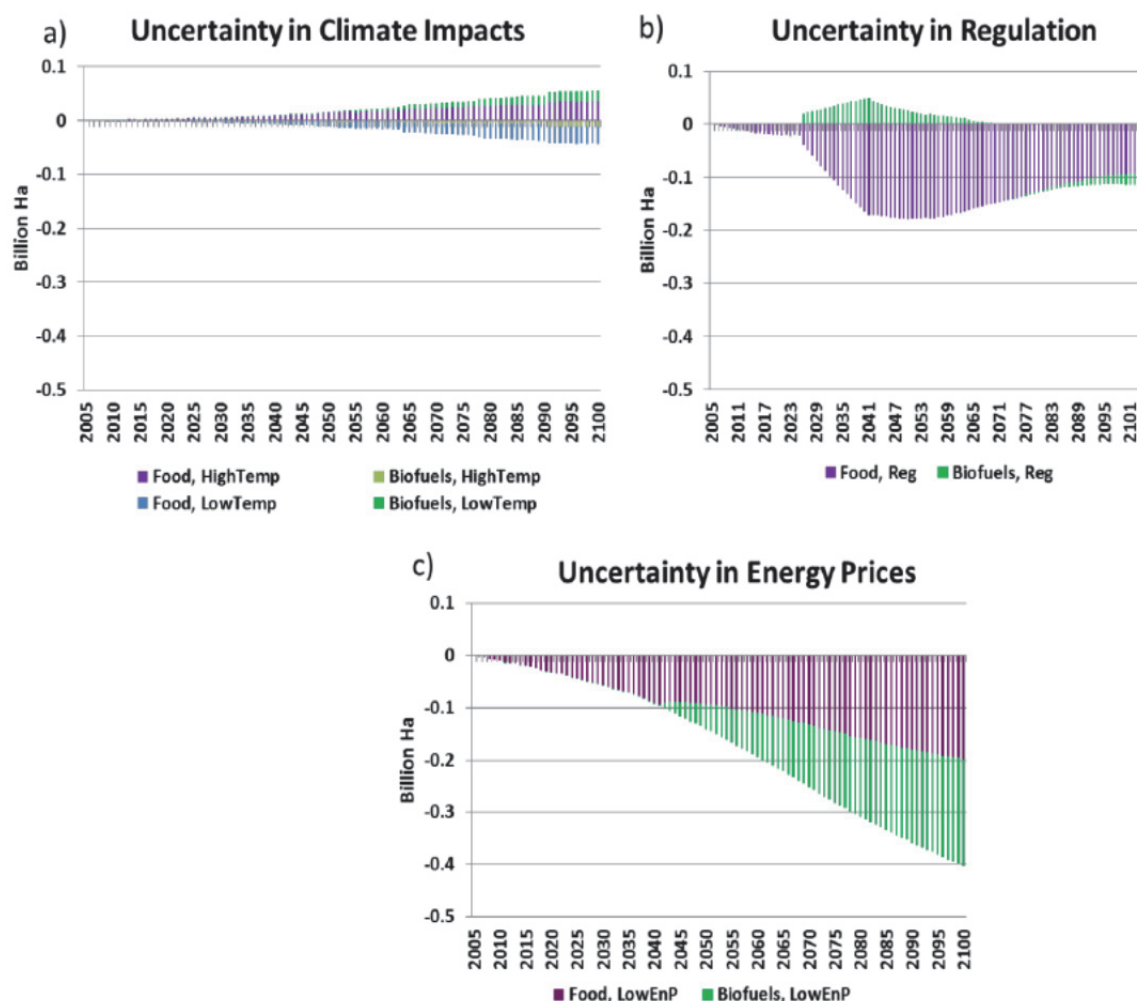 a)
Uncertainty in Climate Impacts
0.1
0
-0.1
-0.2
-0.3
-0.4
-0.5
Billion Ha
2005 2010 2015 2020 2025 2030 2035 2040 2045 2050 2055 2060 2065 2070 2075 2080 2085 2090 2095 2100
Food, HighTemp Biofuels, HighTemp
Food, LowTemp Biofuels, LowTemp
b)
Uncertainty in Regulation
0.1
0
-0.1
-0.2
-0.3
-0.4
-0.5
Billion Ha
2005 2011 2017 2023 2029 2035 2041 2047 2053 2059 2065 2071 2077 2083 2089 2095 2101
Food, Reg Biofuels, Reg
c)
Uncertainty in Energy Prices
0.1
0
-0.1
-0.2
-0.3
-0.4
-0.5
Billion Ha
2005 2010 2015 2020 2025 2030 2035 2040 2045 2050 2055 2060 2065 2070 2075 2080 2085 2090 2095 2100
Food, LowEnP Biofuels, LowEnP